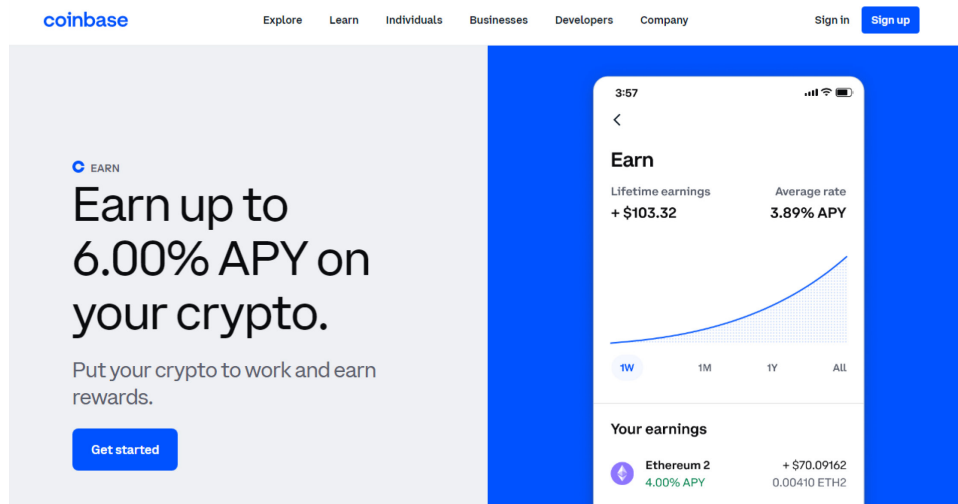 coinbase Explore Learn Individuals Businesses Developers Company Sign in Sign up
EARN
Earn up to
6.00% APY on
your crypto.
Put your crypto to work and earn
rewards.
Get started
3:57
Earn
Lifetime earnings Average rate
+ $103.32 3.89% APY
1W 1M 1Y All
Your earnings
Ethereum 2 + $70.09162
4.00% APY 0.00410 ETH2